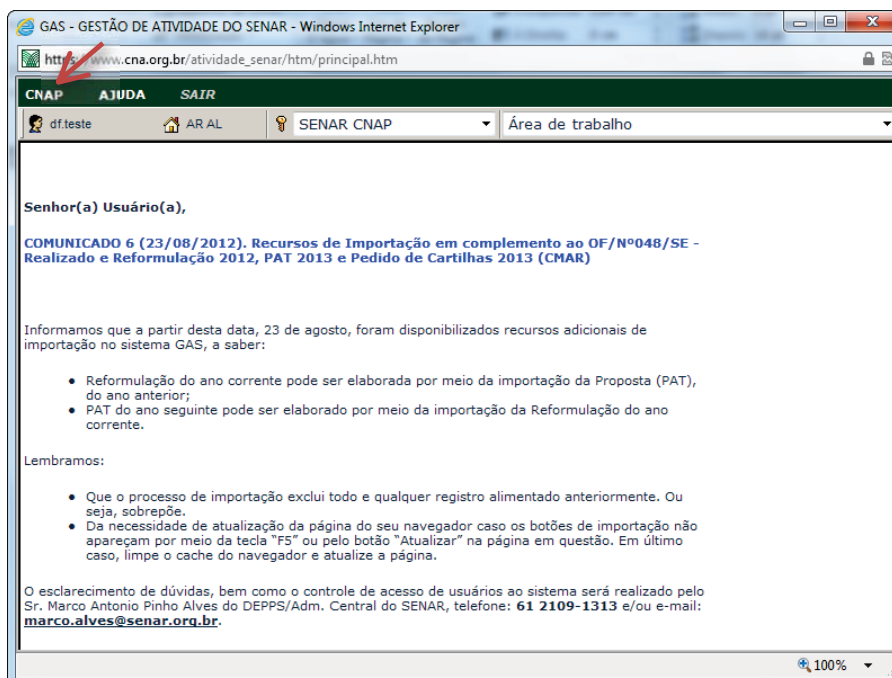 GAS - GESTÃO DE ATIVIDADE DO SENAR - Windows Internet Explorer
www.cna.org.br/atividade_senar/htm/principal.htm
CNAP AJUDA SAIR
df.teste AR AL SENAR CNAP Área de trabalho
Senhor(a) Usuário(a),
COMUNICADO 6 (23/08/2012). Recursos de Importação em complemento ao OF/Nº048/SE -
Realizado e Reformulação 2012, PAT 2013 e Pedido de Cartilhas 2013 (CMAR)
Informamos que a partir desta data, 23 de agosto, foram disponibilizados recursos adicionais de
importação no sistema GAS, a saber:
• Reformulação do ano corrente pode ser elaborada por meio da importação da Proposta (PAT),
do ano anterior;
• PAT do ano seguinte pode ser elaborado por meio da importação da Reformulação do ano
corrente.
Lembramos:
• Que o processo de importação exclui todo e qualquer registro alimentado anteriormente. Ou
seja, sobrepõe.
• Da necessidade de atualização da página do seu navegador caso os botões de importação não
apareçam por meio da tecla “F5” ou pelo botão “Atualizar” na página em questão. Em último
caso, limpe o cache do navegador e atualize a página.
O esclarecimento de dúvidas, bem como o controle de acesso de usuários ao sistema será realizado pelo
Sr. Marco Antonio Pinho Alves do DEPPS/Adm. Central do SENAR, telefone: 61 2109-1313 e/ou e-mail:
marco.alves@senar.org.br.
100%